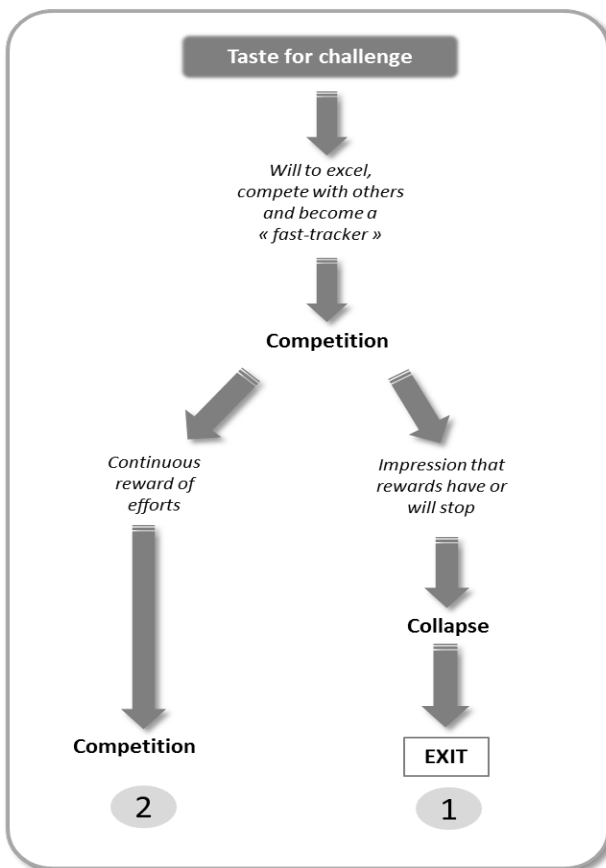 Taste for challenge
Will to excel,
compete with others
and become a
« fast-tracker »
Competition
Continuous
reward of
efforts
Impression that
rewards have or
will stop
Collapse
Competition
EXIT
2
1